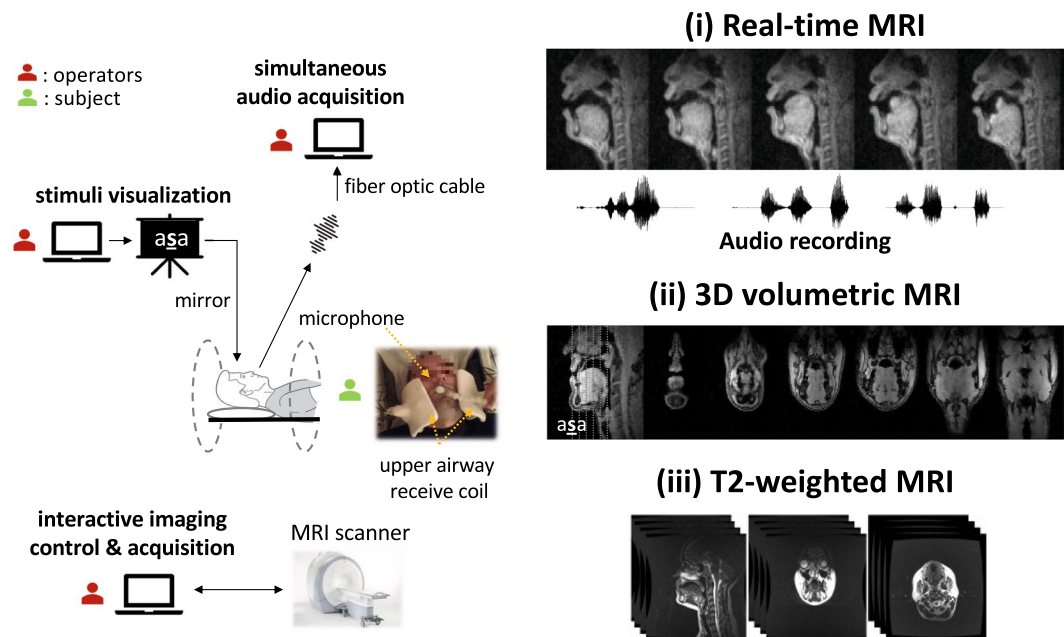 : operators
: subject
simultaneous
audio acquisition
fiber optic cable
stimuli visualization
asa
mirror
microphone
upper airway
receive coil
interactive imaging
control & acquisition
MRI scanner
(i) Real-time MRI
Audio recording
(ii) 3D volumetric MRI
asa
(iii) T2-weighted MRI